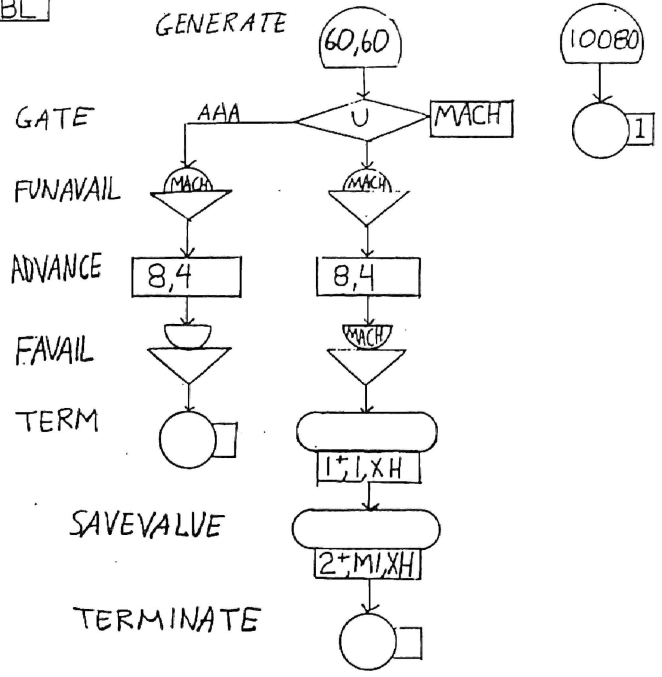 BL
GENERATE 60,60 10080
GATE AAA U MACH 1
FUNAVAIL MACH MACH
ADVANCE 8,4 8,4
FAVAIL MACH
TERM
1+,1,XH
SAVEVALUE
2+,M1,XH
TERMINATE